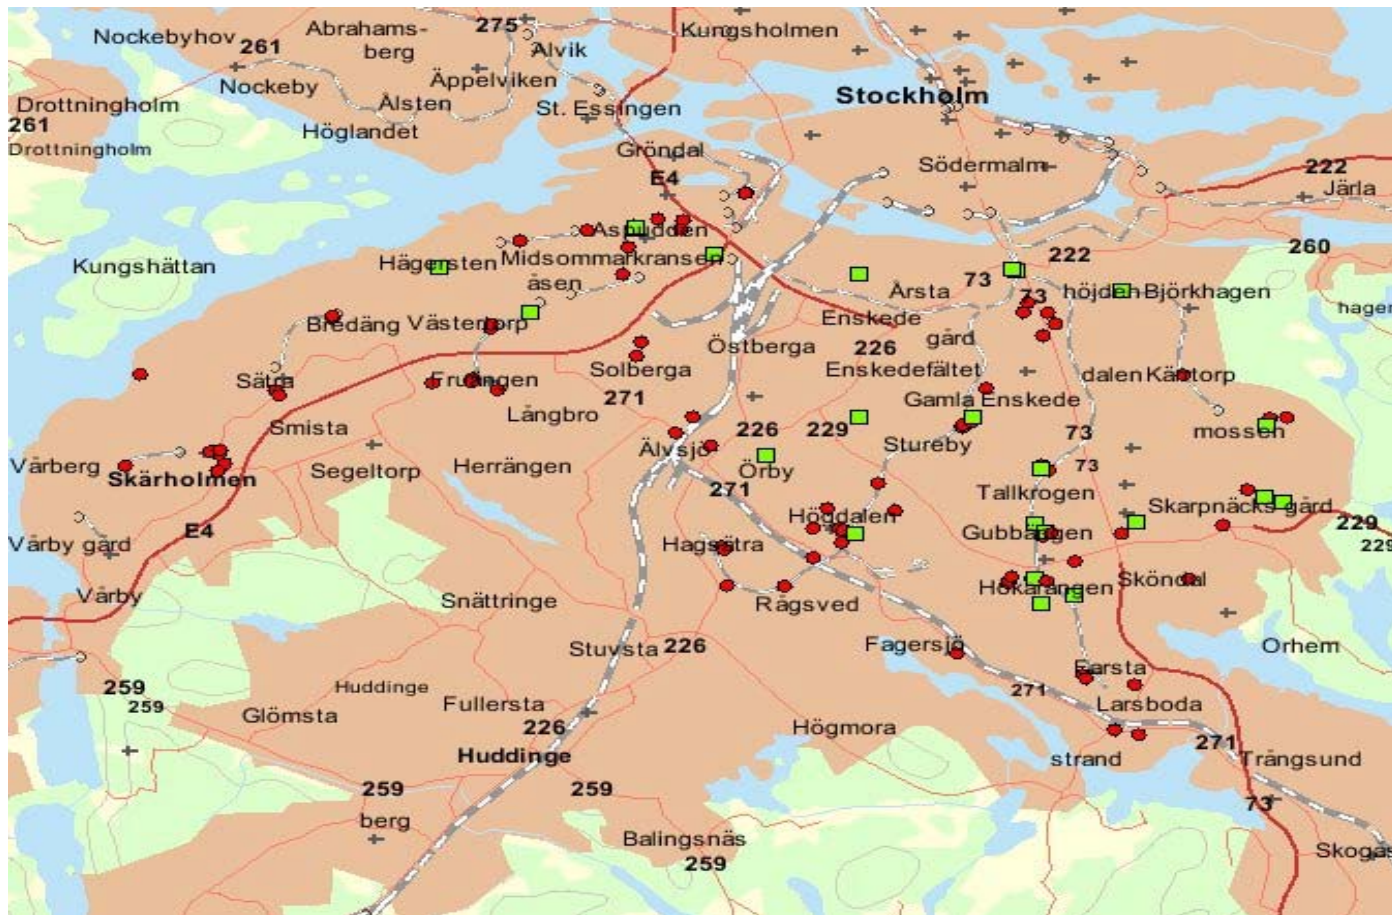 Nockebyhov
261
Abrahams-
berg
275
Alvik
Kungsholmen
Nockeby
Äppelviken
Ålsten
Höglandet
St. Essingen
Stockholm
Drottningholm
261
Drottningholm
Gröndal
E4
Södermalm
222
Järla
Kungshättan
Aspudden
Hägersten
Midsommarkransen
åsen
222
260
73
Årsta
73
höjden
Björkhagen
hagen
Bredäng
Västertorp
Enskede
gård
Östberga
226
Solberga
Enskedefältet
Sätra
Fruängen
271
Långbro
Gamla Enskede
dalen
Kärrtorp
Smista
Segeltorp
Herrängen
Älvsjö
226
229
Stureby
73
mossen
Vårberg
Skärholmen
Örby
73
Tallkrogen
271
Högdalen
Skarpnäcks gård
E4
Gubbängen
229
229
Vårby gård
Hagsätra
Vårby
Snättringe
Rågsved
Hökarängen
Sköndal
Stuvsta
226
Fagersjö
Orhem
259
259
Huddinge
Fullersta
Farsta
271
Larsboda
Glömsta
226
Högmora
271
Huddinge
strand
Trångsund
259
259
73
berg
Balingsnäs
259
Skogås